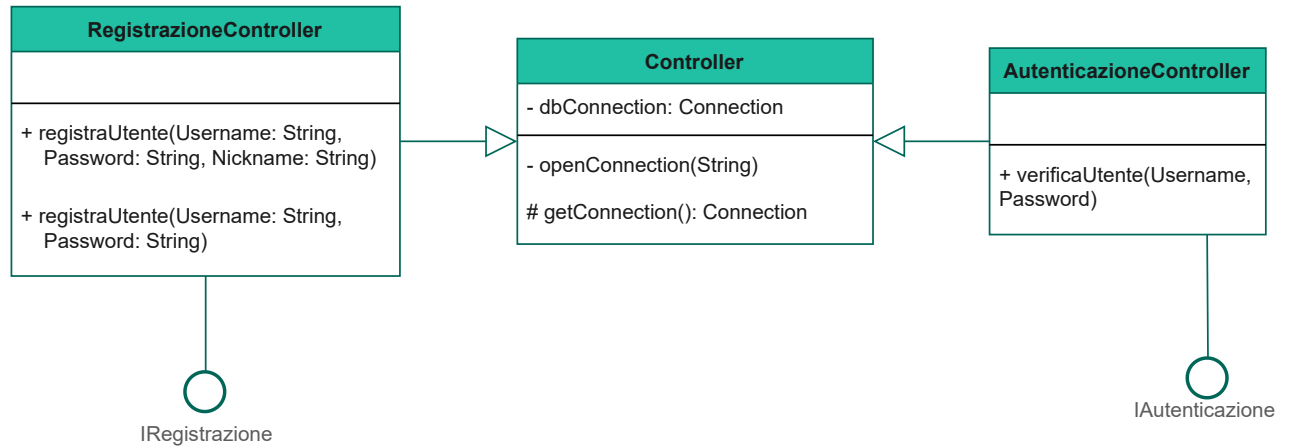 RegistrazioneController
+ registraUtente(Username: String,
Password: String, Nickname: String)
+ registraUtente(Username: String,
Password: String)
IRegistrazione
Controller
- dbConnection: Connection
- openConnection(String)
# getConnection(): Connection
AutenticazioneController
+ verificaUtente(Username,
Password)
IAutenticazione